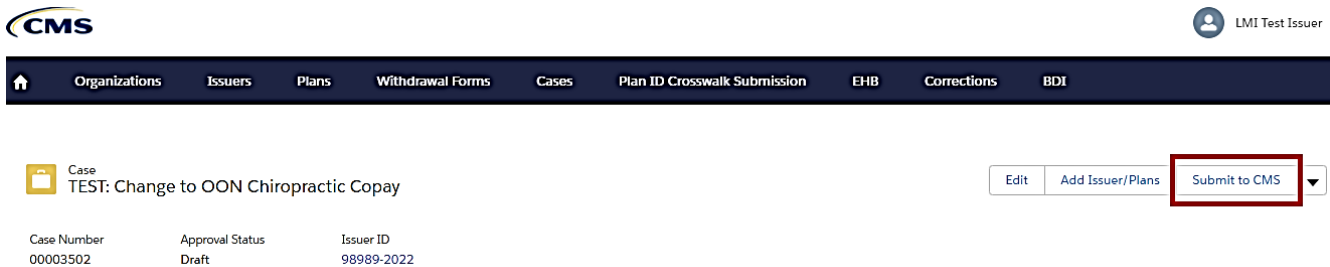 CMS
LMI Test Issuer
Organizations Issuers Plans Withdrawal Forms Cases Plan ID Crosswalk Submission EHB Corrections BDI
Case
TEST: Change to OON Chiropractic Copay
Edit Add Issuer/Plans Submit to CMS
Case Number Approval Status Issuer ID
00003502 Draft 98989-2022